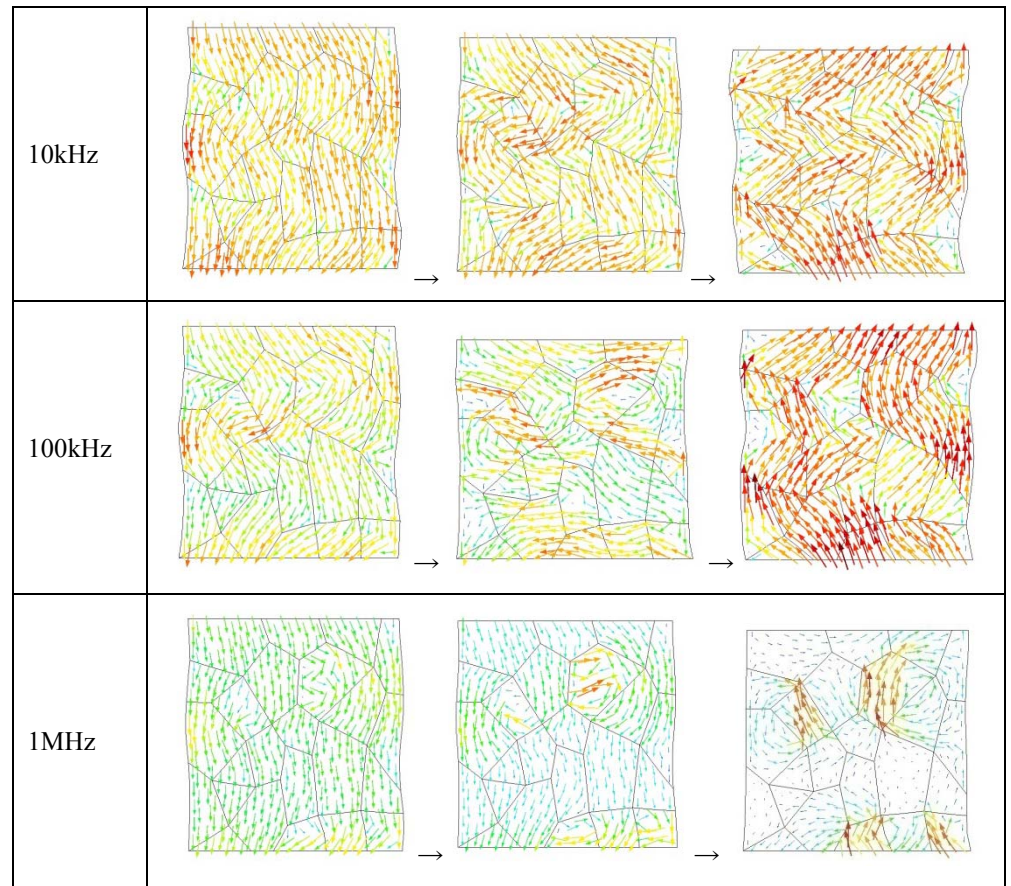 10kHz
→ →
100kHz
→ →
1MHz
→ →